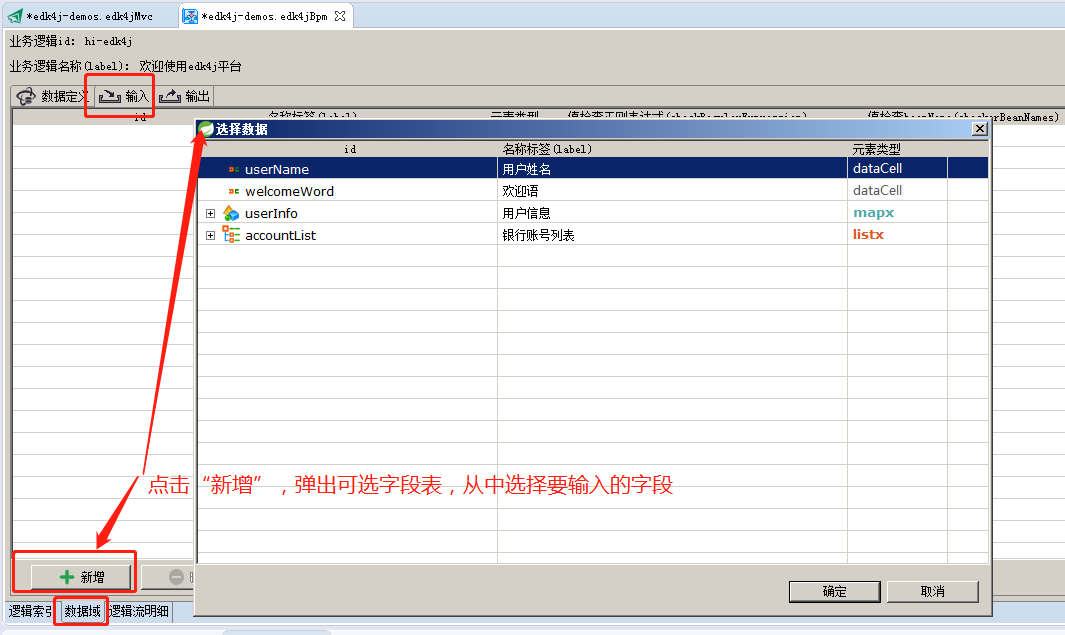 *edk4j-demos.edk4jMvc
*edk4j-demos.edk4jBpm
业务逻辑id: hi-edk4j
业务逻辑名称(Label): 欢迎使用edk4j平台
数据定义 输入 输出
id 名称标签(Label) 元素类型 值检查正则表达式(checkRegularExpression) 值检查beanName(checkerBeanNames)
选择数据
id 名称标签(label) 元素类型
userName 用户姓名 dataCell
welcomeWord 欢迎语 dataCell
userInfo 用户信息 mapx
accountList 银行账号列表 listx
点击“新增”，弹出可选字段表，从中选择要输入的字段
新增
确定 取消
逻辑索引 数据域 逻辑流明细